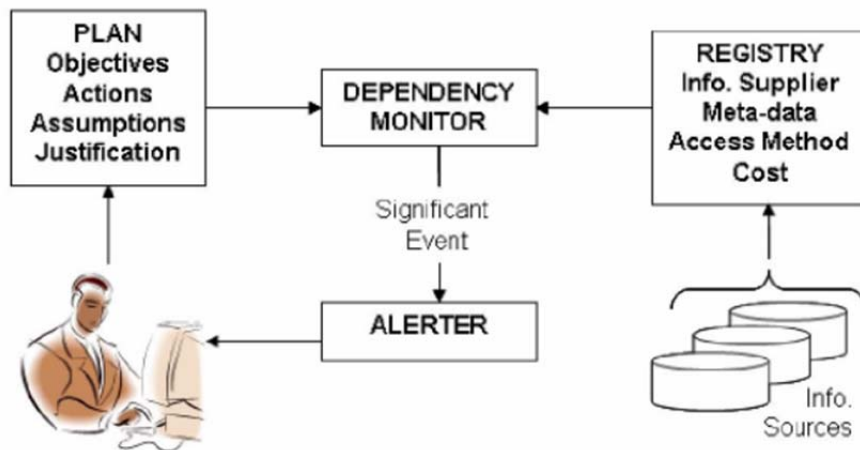 PLAN
Objectives
Actions
Assumptions
Justification
DEPENDENCY
MONITOR
REGISTRY
Info. Supplier
Meta-data
Access Method
Cost
Significant
Event
ALERTER
Info.
Sources